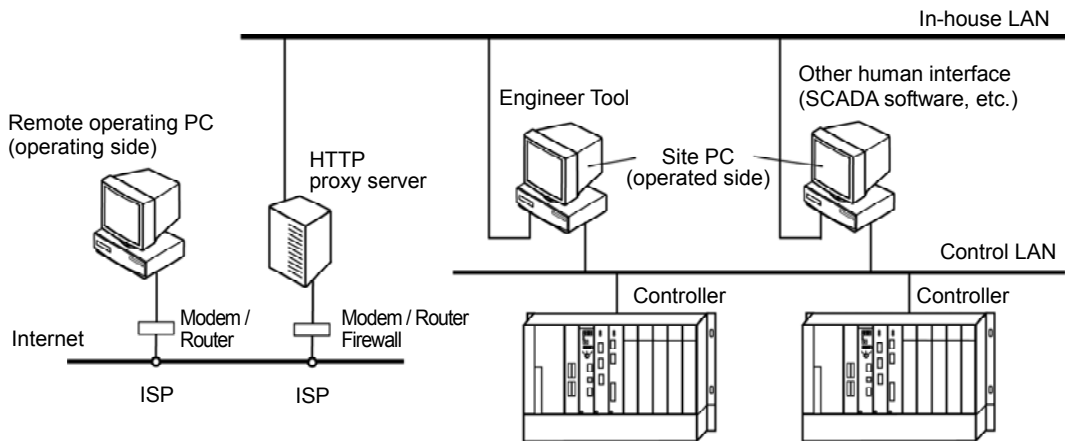 In-house LAN
Remote operating PC
(operating side)
HTTP
proxy server
Engineer Tool
Other human interface
(SCADA software, etc.)
Site PC
(operated side)
Control LAN
Internet
Modem /
Router
Modem / Router
Firewall
ISP
ISP
Controller
Controller